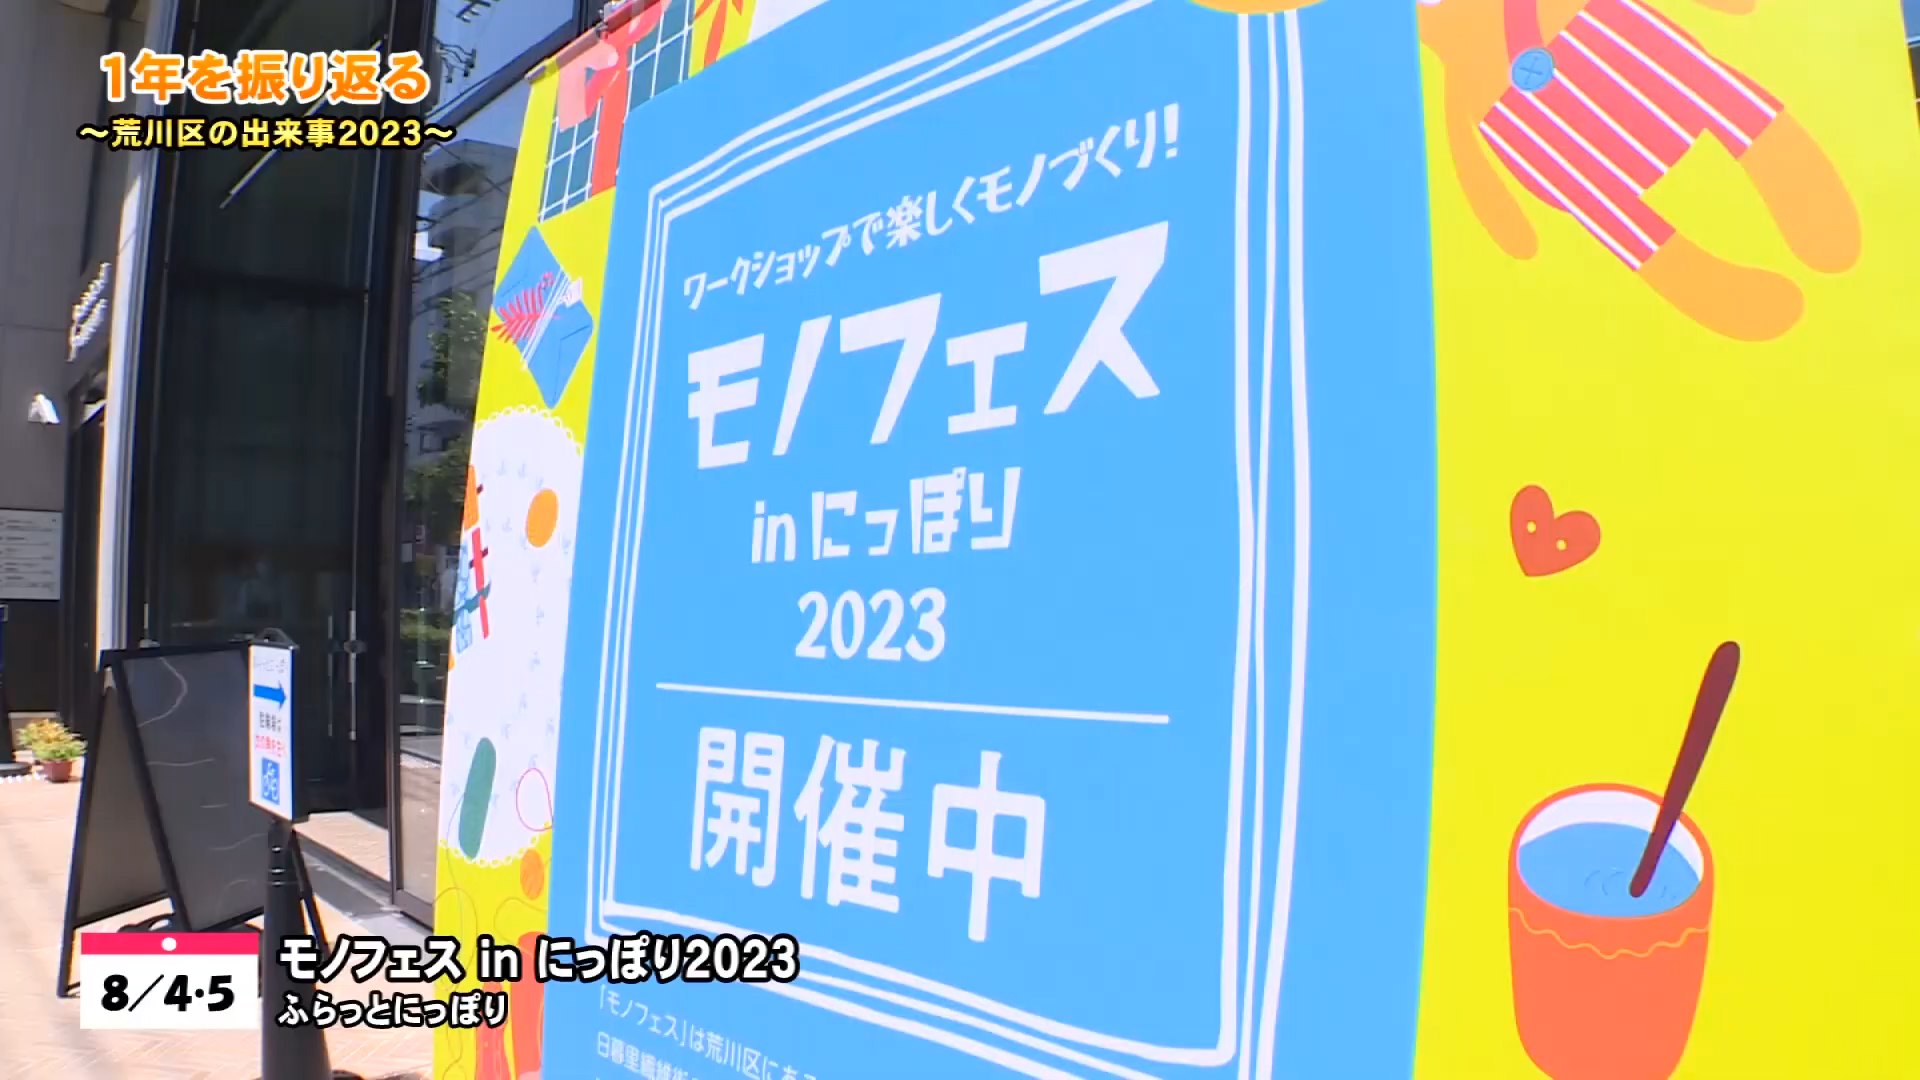 1年を振り返る
～荒川区の出来事2023～
ワークショップで楽しくモノづくり!
モノフェス
in にっぽり
2023
開催中
8/4・5
モノフェス in にっぽり2023
ふらっとにっぽり
「モノフェス」は荒川区にある
日暮里繊維街